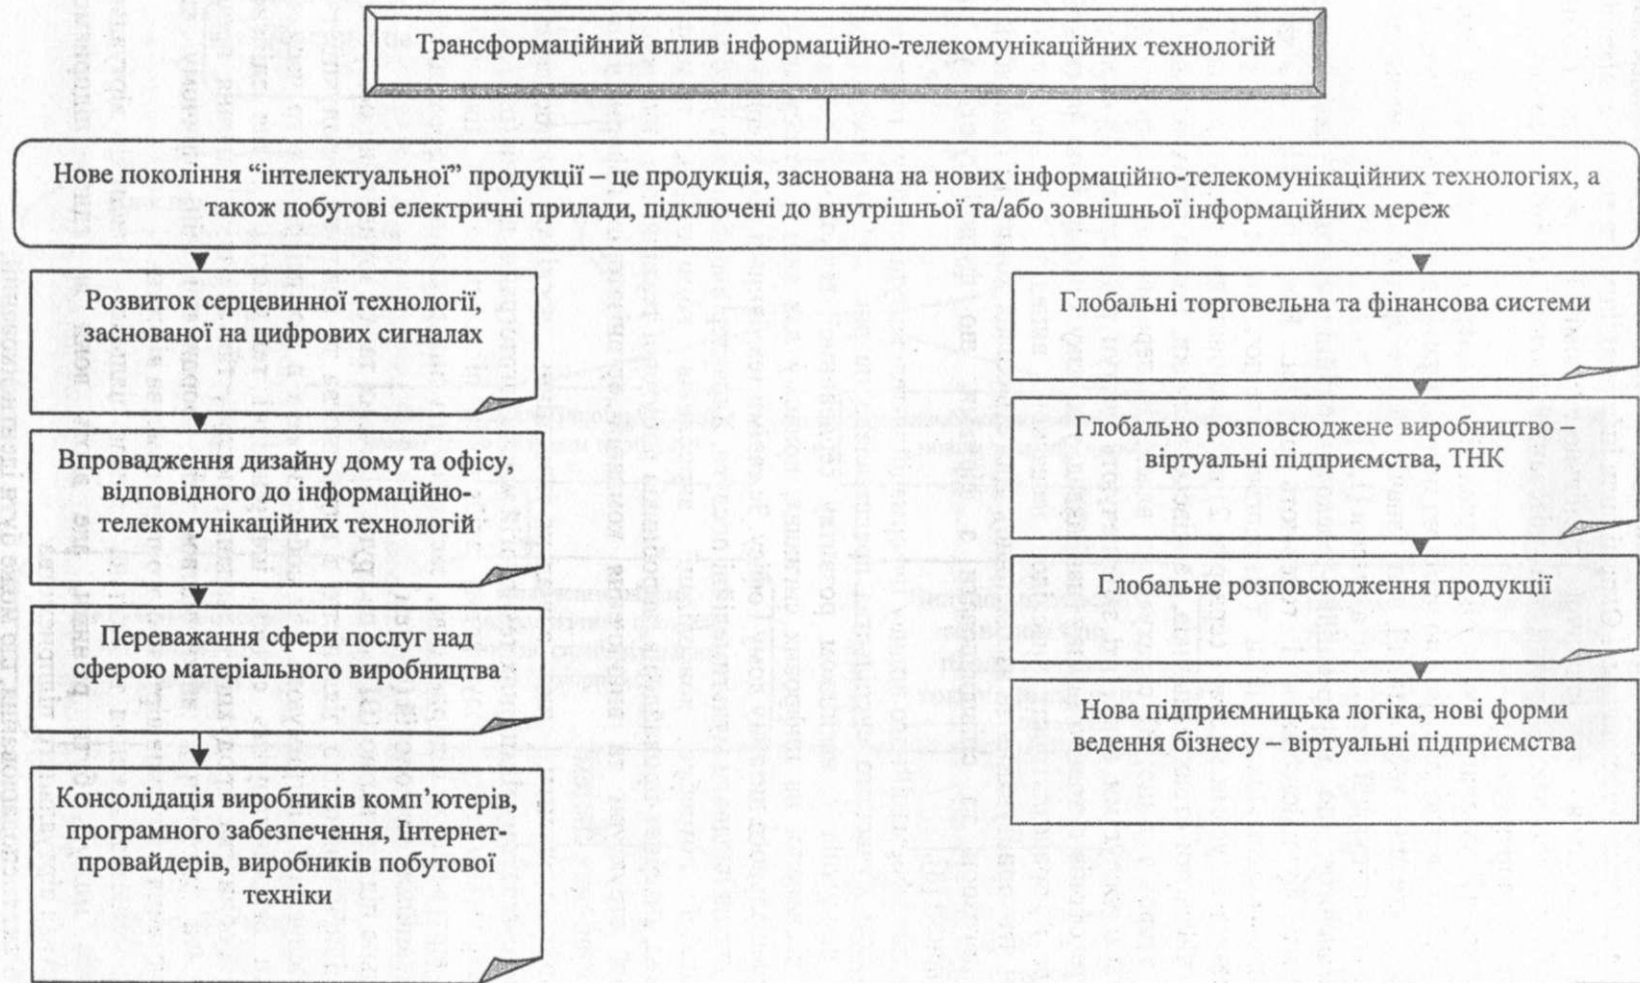 Трансформаційний вплив інформаційно-телекомунікаційних технологій
Нове покоління “інтелектуальної” продукції – це продукція, заснована на нових інформаційно-телекомунікаційних технологіях, а
також побутові електричні прилади, підключені до внутрішньої та/або зовнішньої інформаційних мереж
Розвиток серцевинної технології,
заснованої на цифрових сигналах
Впровадження дизайну дому та офісу,
відповідного до інформаційно-
телекомунікаційних технологій
Переважання сфери послуг над
сферою матеріального виробництва
Консолідація виробників комп’ютерів,
програмного забезпечення, Інтернет-
провайдерів, виробників побутової
техніки
Глобальні торговельна та фінансова системи
Глобально розповсюджене виробництво –
віртуальні підприємства, ТНК
Глобальне розповсюдження продукції
Нова підприємницька логіка, нові форми
ведення бізнесу – віртуальні підприємства